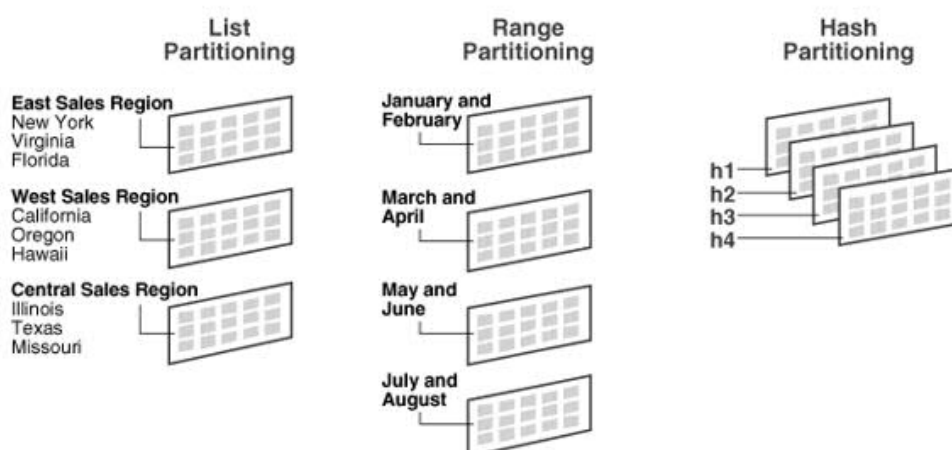 List
Partitioning
East Sales Region
New York
Virginia
Florida
West Sales Region
California
Oregon
Hawaii
Central Sales Region
Illinois
Texas
Missouri
Range
Partitioning
January and
February
March and
April
May and
June
July and
August
Hash
Partitioning
h1
h2
h3
h4